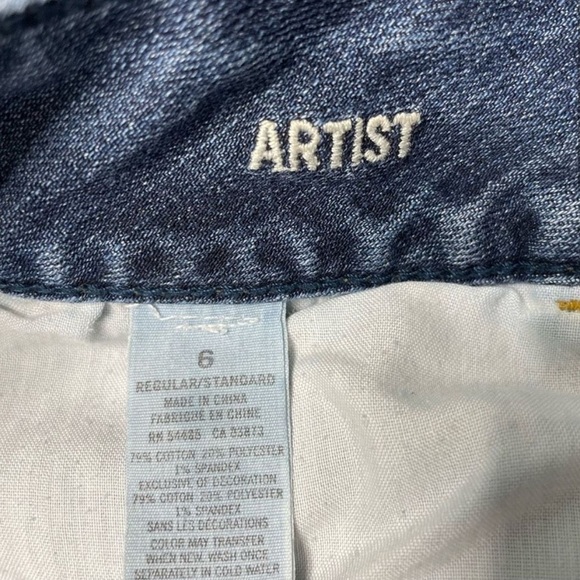 ARTIST
6
REGULAR/STANDARD
MADE IN CHINA
FABRIQUE EN CHINE
RN 54485 CA 03873
79% COTTON 20% POLYESTER
1% SPANDEX
EXCLUSIVE OF DECORATION
79% COTON 20% POLYESTER
1% SPANDEX
SANS LES DÉCORATIONS
COLOR MAY TRANSFER
WHEN NEW. WASH ONCE
SEPARATELY IN COLD WATER